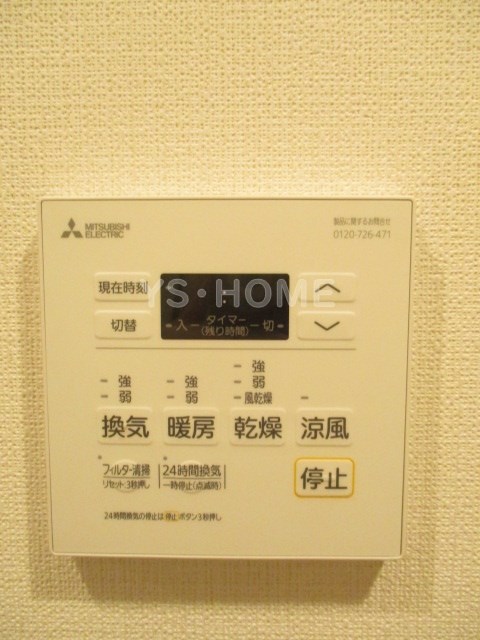 MITSUBISHI
ELECTRIC
製品に関するお問合せ
0120-726-471
現在時刻
YS・HOME
切替
入 タイマー 切
(残り時間)
強
弱
強
弱
強
弱
風乾燥
換気 暖房 乾燥 涼風
フィルター清掃
リセット3秒押し
24時間換気
一時停止(点滅時)
停止
24時間換気の停止は停止ボタン3秒押し